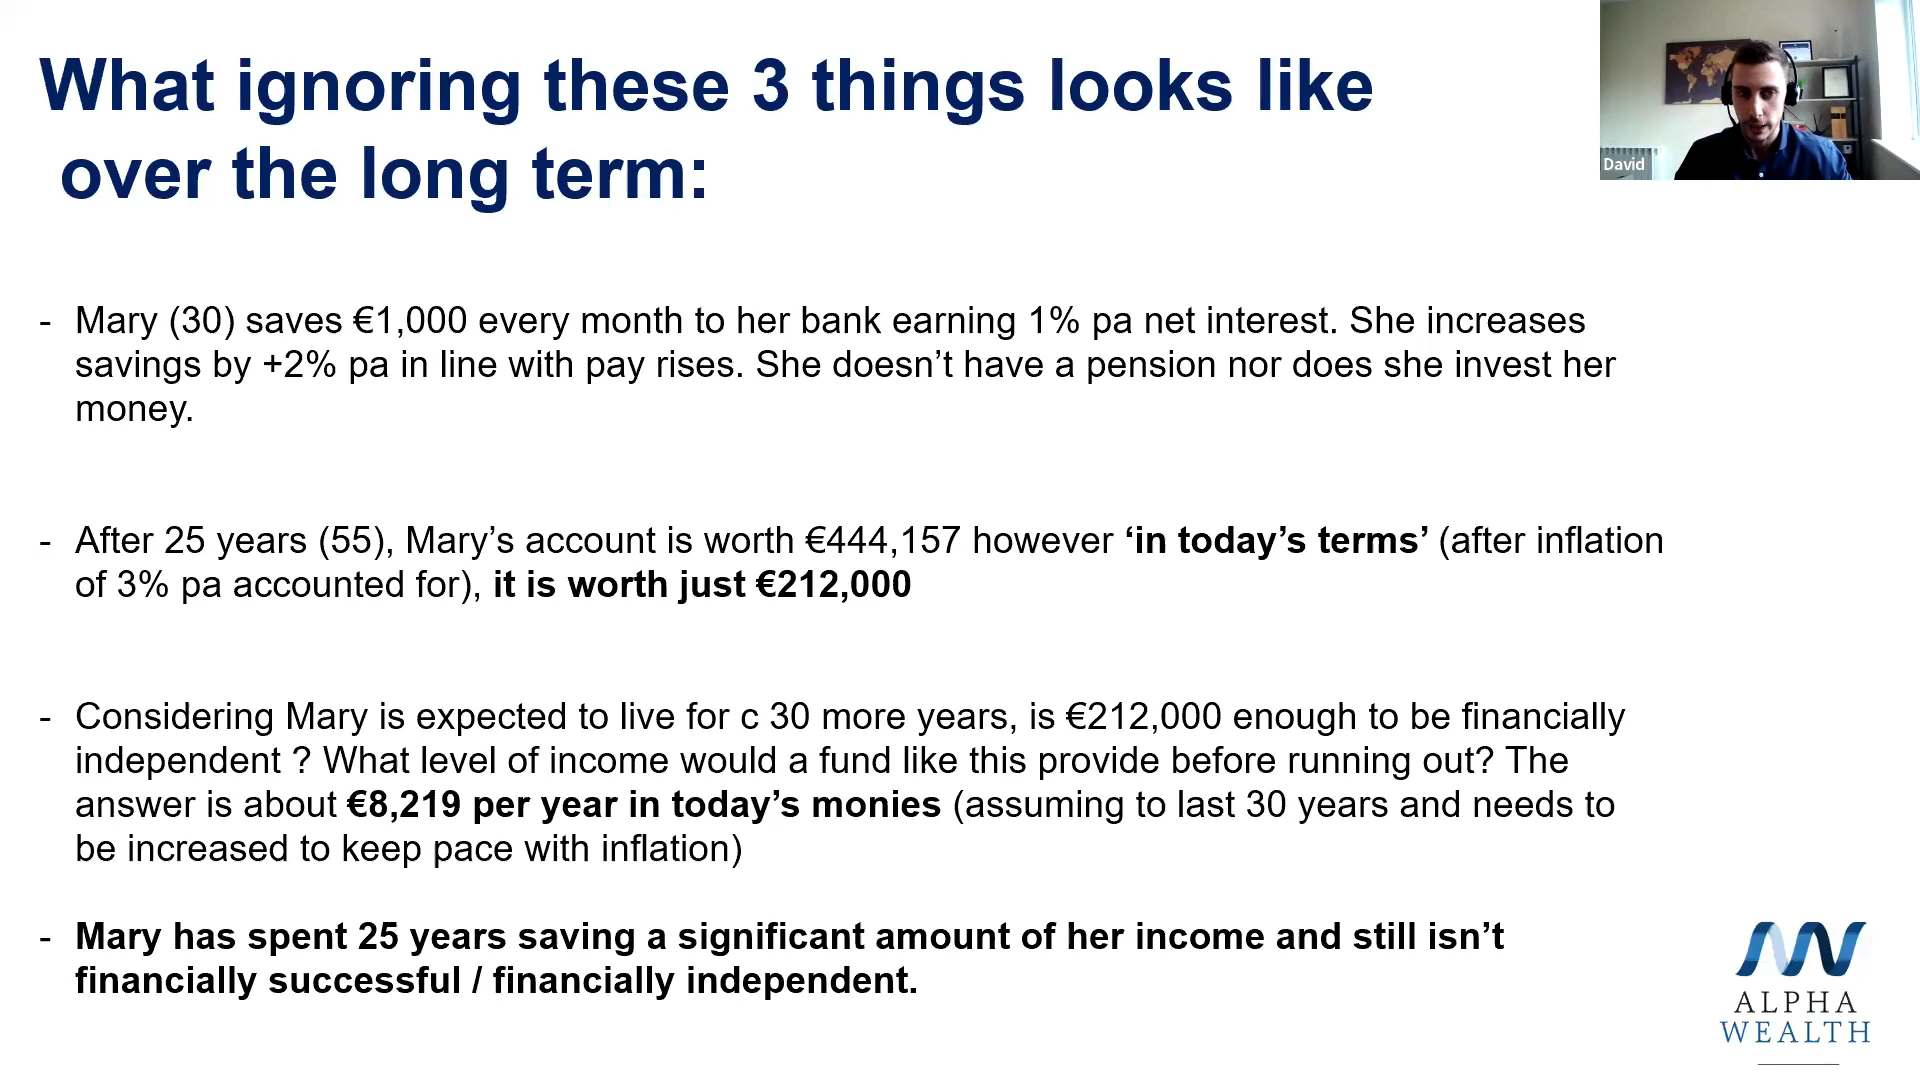 What ignoring these 3 things looks like
over the long term:
David
- Mary (30) saves €1,000 every month to her bank earning 1% pa net interest. She increases
savings by +2% pa in line with pay rises. She doesn’t have a pension nor does she invest her
money.
- After 25 years (55), Mary’s account is worth €444,157 however ‘in today’s terms’ (after inflation
of 3% pa accounted for), it is worth just €212,000
- Considering Mary is expected to live for c 30 more years, is €212,000 enough to be financially
independent ? What level of income would a fund like this provide before running out? The
answer is about €8,219 per year in today’s monies (assuming to last 30 years and needs to
be increased to keep pace with inflation)
- Mary has spent 25 years saving a significant amount of her income and still isn’t
financially successful / financially independent.
ALPHA
WEALTH